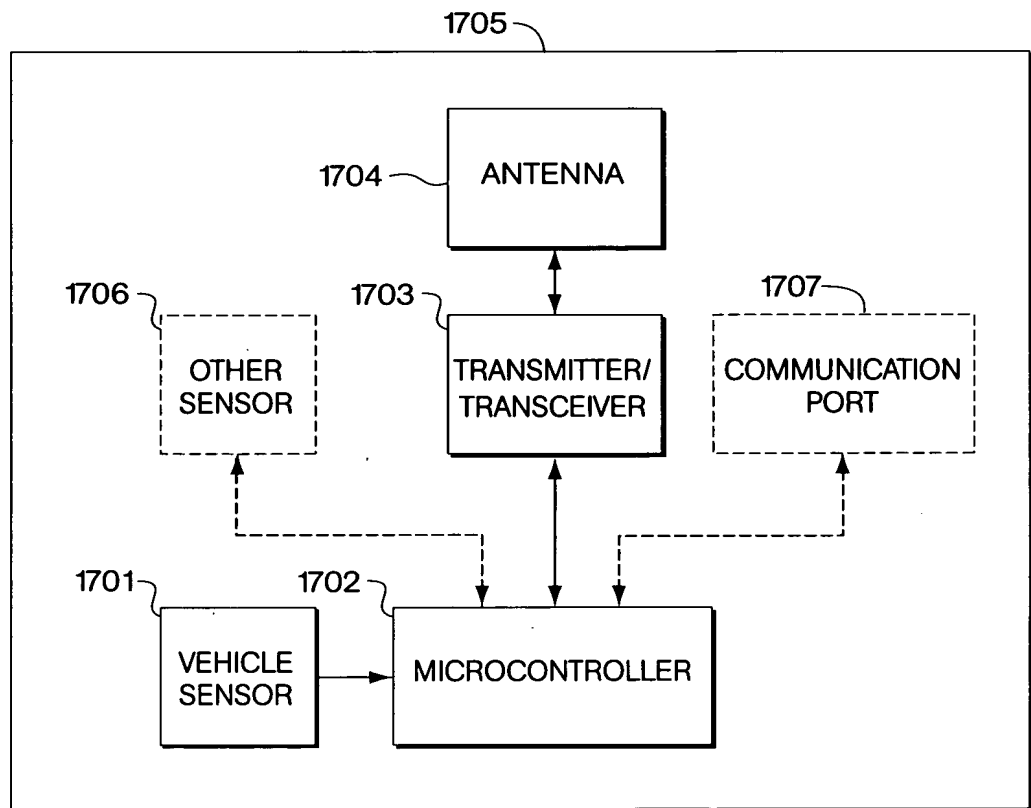 1705
1704
ANTENNA
1706
1703
1707
OTHER
SENSOR
TRANSMITTER/
TRANSCEIVER
COMMUNICATION
PORT
1701
1702
VEHICLE
SENSOR
MICROCONTROLLER